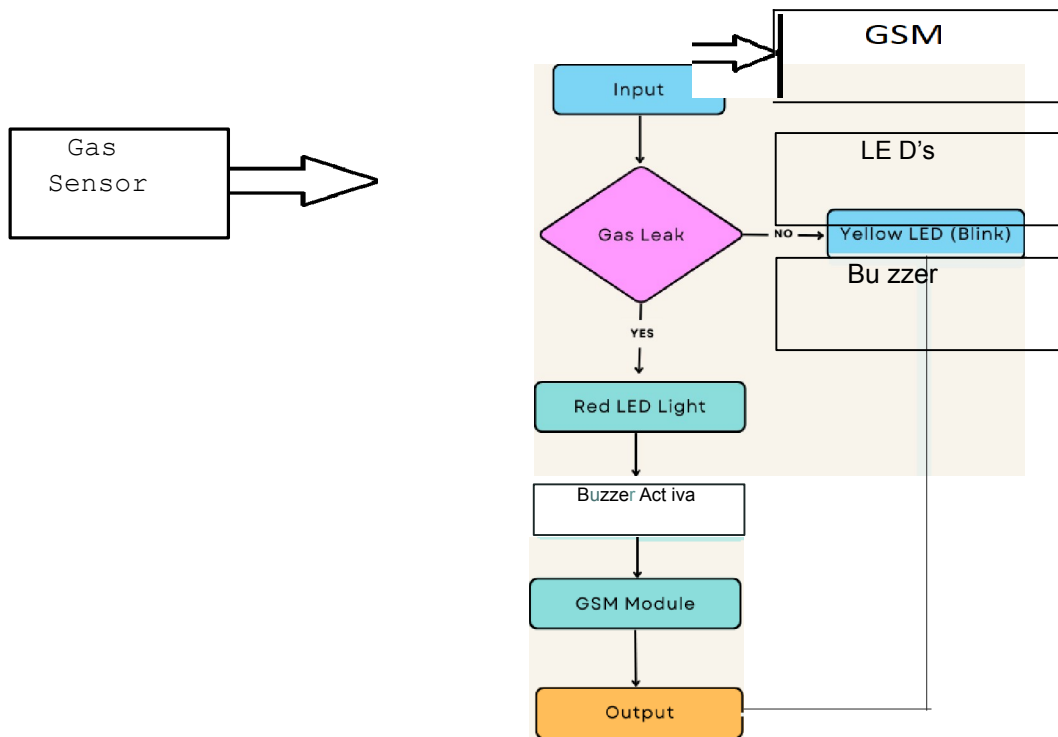 GSM
Input
Gas
Sensor
LE D's
Gas Leak
NO
Yellow LED (Blink)
Bu zzer
YES
Red LED Light
Buzzer Act iva
GSM Module
Output